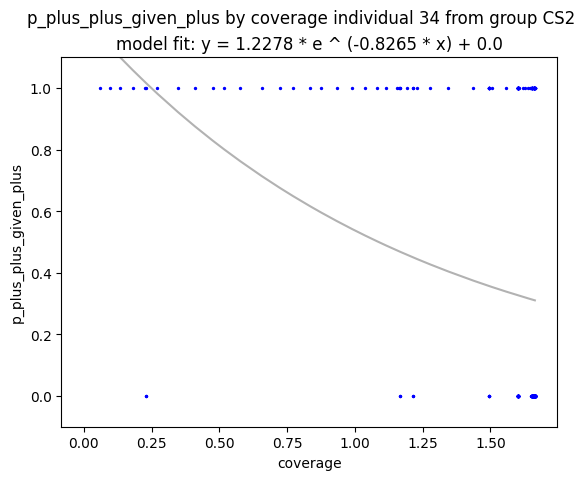 p_plus_plus_given_plus by coverage individual 34 from group CS2
model fit: y = 1.2278 * e ^ (-0.8265 * x) + 0.0
1.0
0.8
0.6
0.4
0.2
0.0
p_plus_plus_given_plus
0.00 0.25 0.50 0.75 1.00 1.25 1.50
coverage